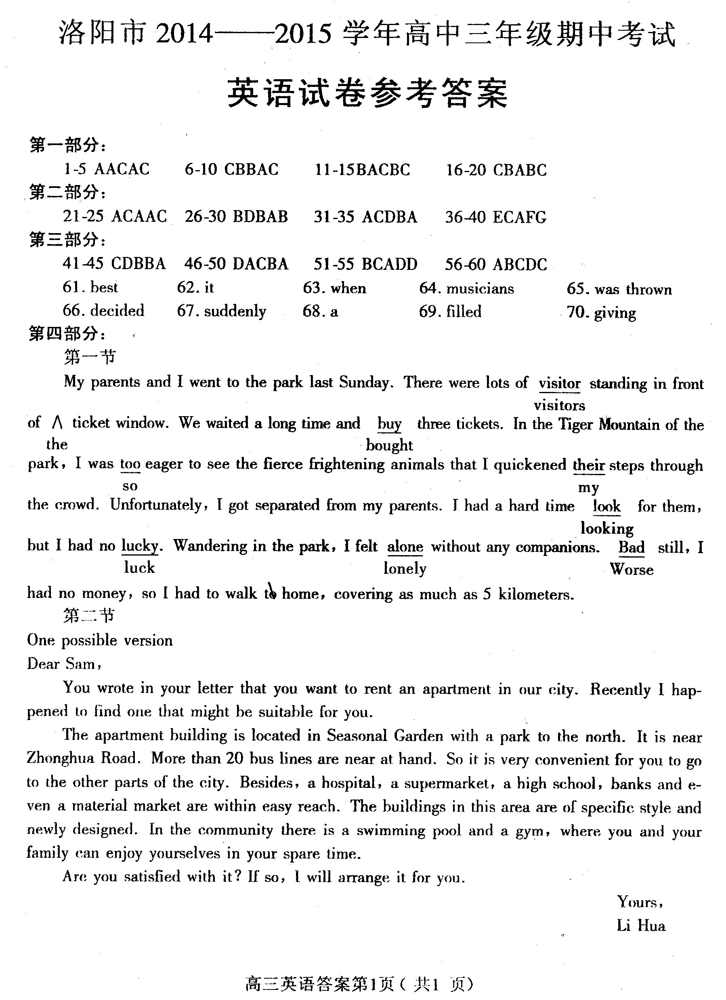 洛阳市 2014——2015 学年高中三年级期中考试
英语试卷参考答案
第一部分:
1-5 AACAC 6-10 CBBAC 11-15BACBC 16-20 CBABC
第二部分:
21-25 ACAAC 26-30 BDBAB 31-35 ACDBA 36-40 ECAFG
第三部分:
41-45 CDBBA 46-50 DACBA 51-55 BCADD 56-60 ABCDC
61. best 62. it 63. when 64. musicians 65. was thrown
66. decided 67. suddenly 68. a 69. filled 70. giving
第四部分:
第一节
My parents and I went to the park last Sunday. There were lots of visitor standing in front
visitors
of ∧ ticket window. We waited a long time and buy three tickets. In the Tiger Mountain of the
the bought
park, I was too eager to see the fierce frightening animals that I quickened their steps through
so my
the crowd. Unfortunately, I got separated from my parents. I had a hard time look for them,
looking
but I had no lucky. Wandering in the park, I felt alone without any companions. Bad still, I
luck lonely Worse
had no money, so I had to walk to home, covering as much as 5 kilometers.
第二节
One possible version
Dear Sam,
You wrote in your letter that you want to rent an apartment in our city. Recently I hap-
pened to find one that might be suitable for you.
The apartment building is located in Seasonal Garden with a park to the north. It is near
Zhonghua Road. More than 20 bus lines are near at hand. So it is very convenient for you to go
to the other parts of the city. Besides, a hospital, a supermarket, a high school, banks and e-
ven a material market are within easy reach. The buildings in this area are of specific style and
newly designed. In the community there is a swimming pool and a gym, where you and your
family can enjoy yourselves in your spare time.
Are you satisfied with it? If so, I will arrange it for you.
Yours,
Li Hua
高三英语答案第1页( 共1 页)